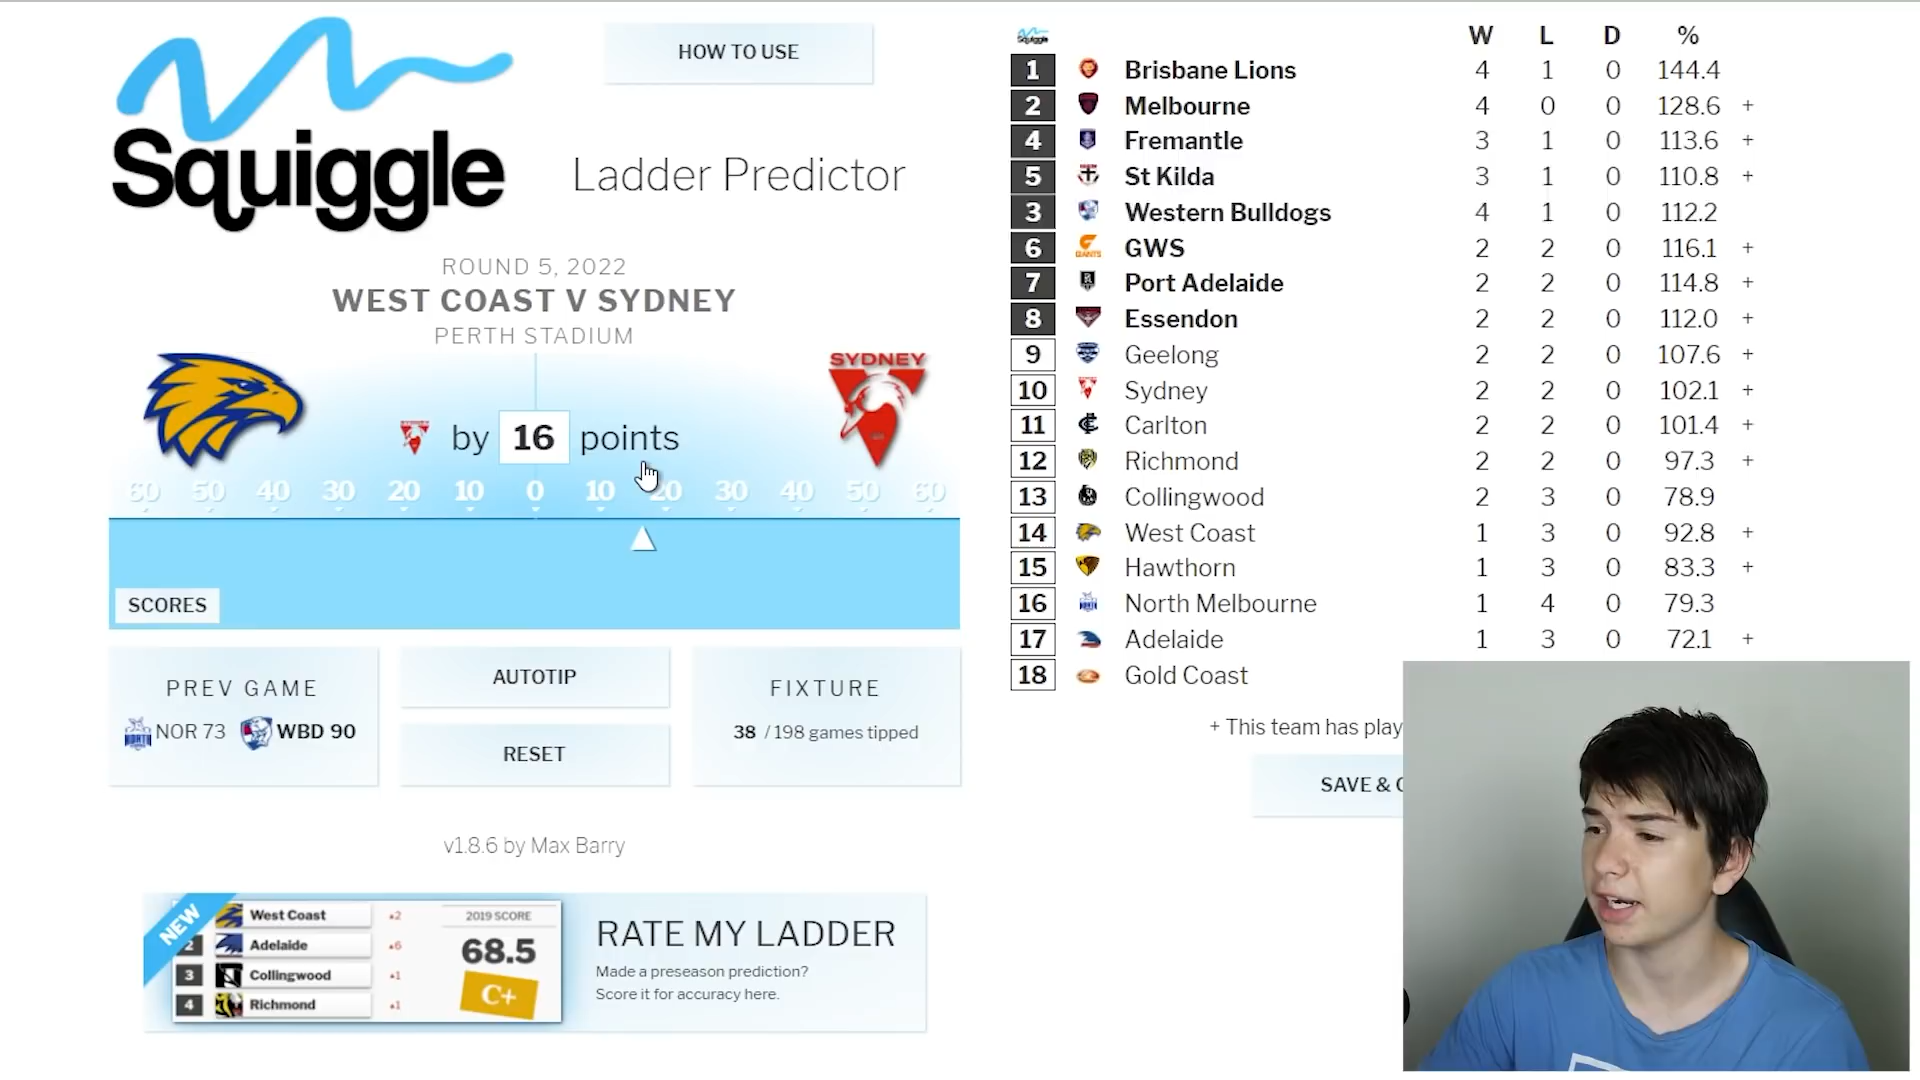 Squiggle
HOW TO USE
Ladder Predictor
ROUND 5, 2022
WEST COAST V SYDNEY
PERTH STADIUM
SYDNEY
by 16 points
60 50 40 30 20 10 0 10 20 30 40 50 60
SCORES
PREV GAME
NOR 73 WBD 90
AUTOTIP
RESET
FIXTURE
38 / 198 games tipped
v1.8.6 by Max Barry
NEW
West Coast ▲2
2 Adelaide ▲6
3 Collingwood ▲1
4 Richmond ▲1
2019 SCORE
68.5
C+
RATE MY LADDER
Made a preseason prediction?
Score it for accuracy here.
Squiggle W L D %
1 Brisbane Lions 4 1 0 144.4
2 Melbourne 4 0 0 128.6 +
4 Fremantle 3 1 0 113.6 +
5 St Kilda 3 1 0 110.8 +
3 Western Bulldogs 4 1 0 112.2
6 GIANTS GWS 2 2 0 116.1 +
7 Port Adelaide 2 2 0 114.8 +
8 Essendon 2 2 0 112.0 +
9 Geelong 2 2 0 107.6 +
10 Sydney 2 2 0 102.1 +
11 Carlton 2 2 0 101.4 +
12 Richmond 2 2 0 97.3 +
13 Collingwood 2 3 0 78.9
14 West Coast 1 3 0 92.8 +
15 Hawthorn 1 3 0 83.3 +
16 North Melbourne 1 4 0 79.3
17 Adelaide 1 3 0 72.1 +
18 Gold Coast
+ This team has play
SAVE & C